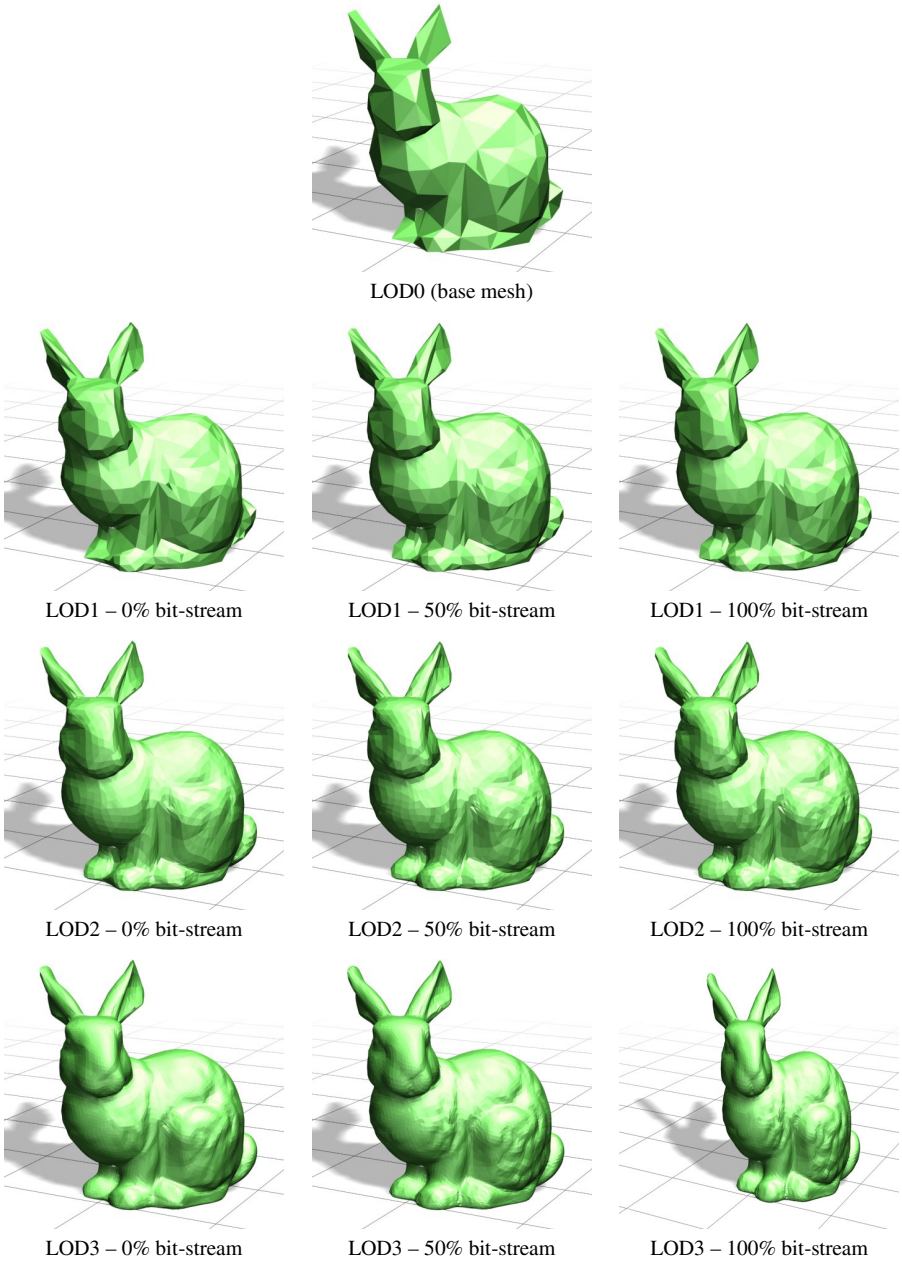 LOD0 (base mesh)
LOD1 – 0% bit-stream
LOD1 – 50% bit-stream
LOD1 – 100% bit-stream
LOD2 – 0% bit-stream
LOD2 – 50% bit-stream
LOD2 – 100% bit-stream
LOD3 – 0% bit-stream
LOD3 – 50% bit-stream
LOD3 – 100% bit-stream